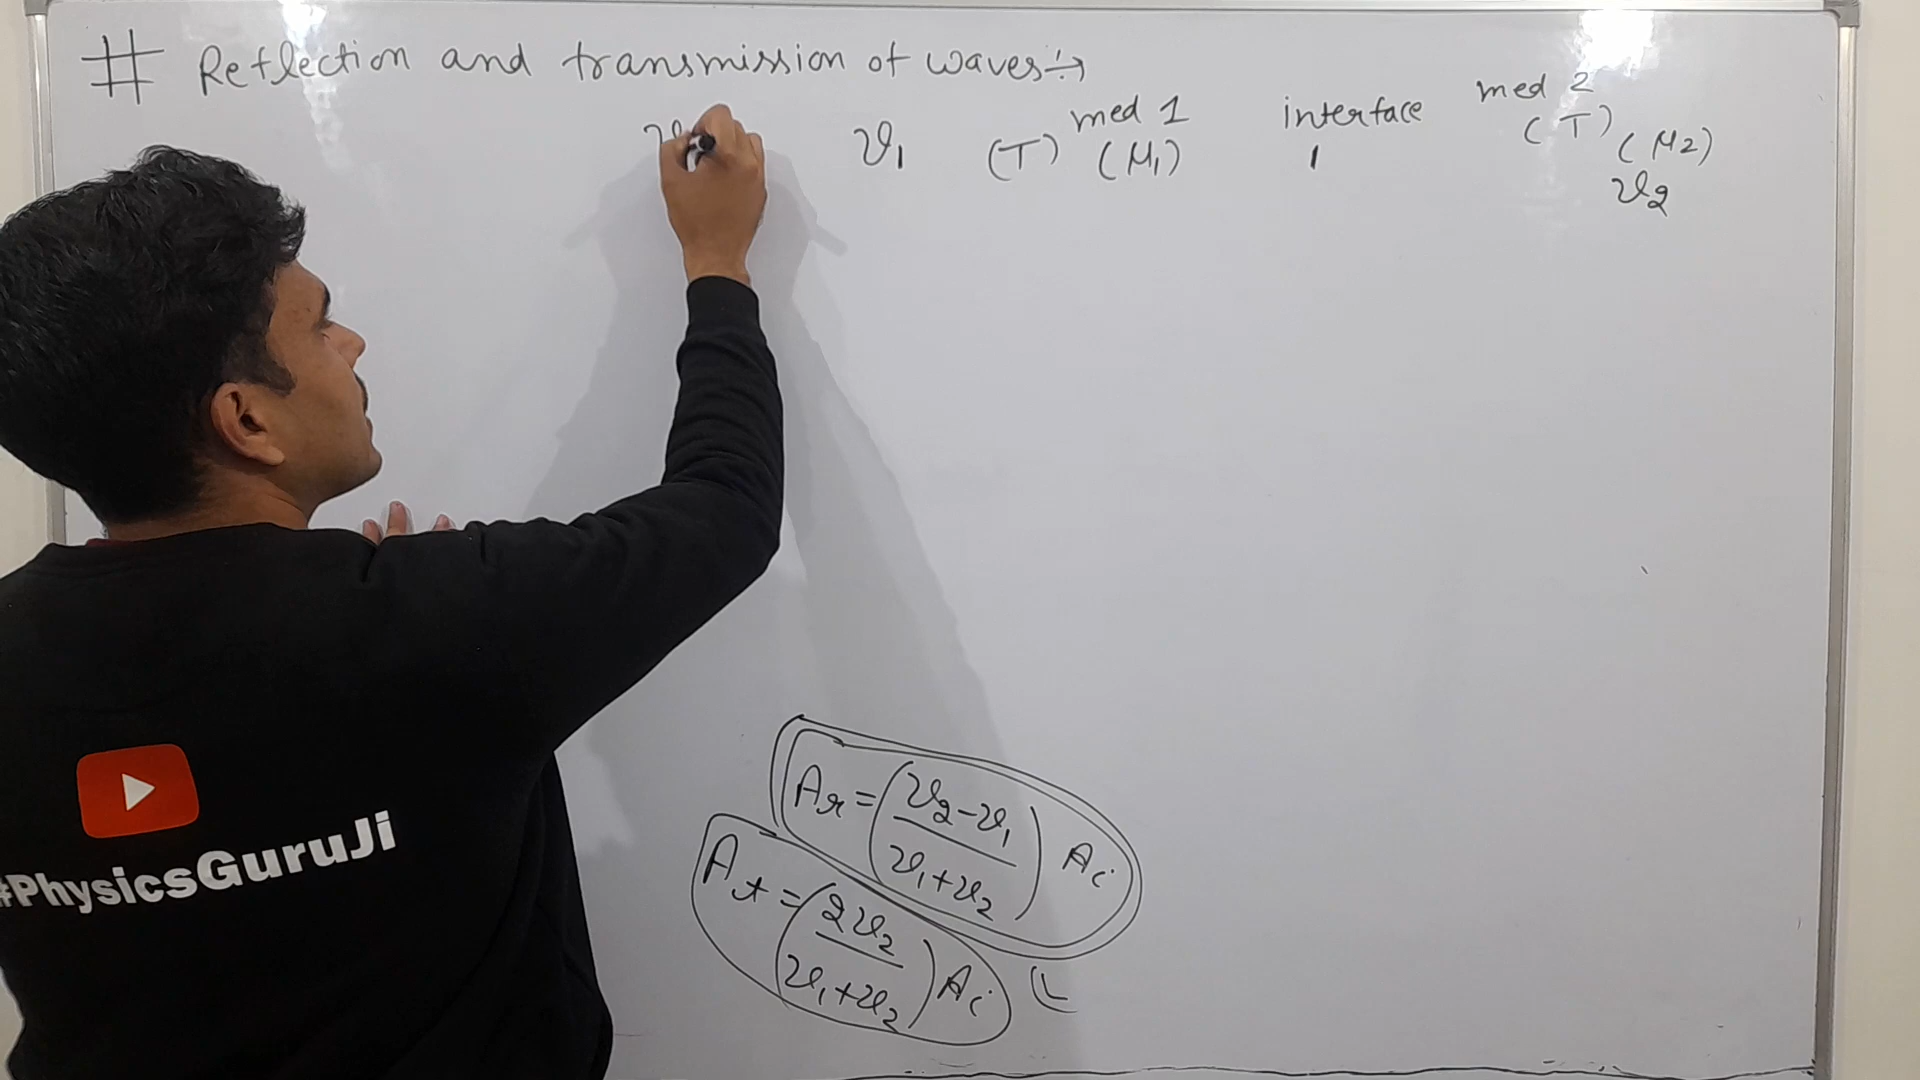 # Reflection and transmission of waves:→
med 1 interface med 2
v₁ (T) (μ₁) (T) (μ₂)
v₂
Ar = (v₂-v₁ / v₁+v₂) Ai
At = (2v₂ / v₁+v₂) Ai
#PhysicsGuruJi